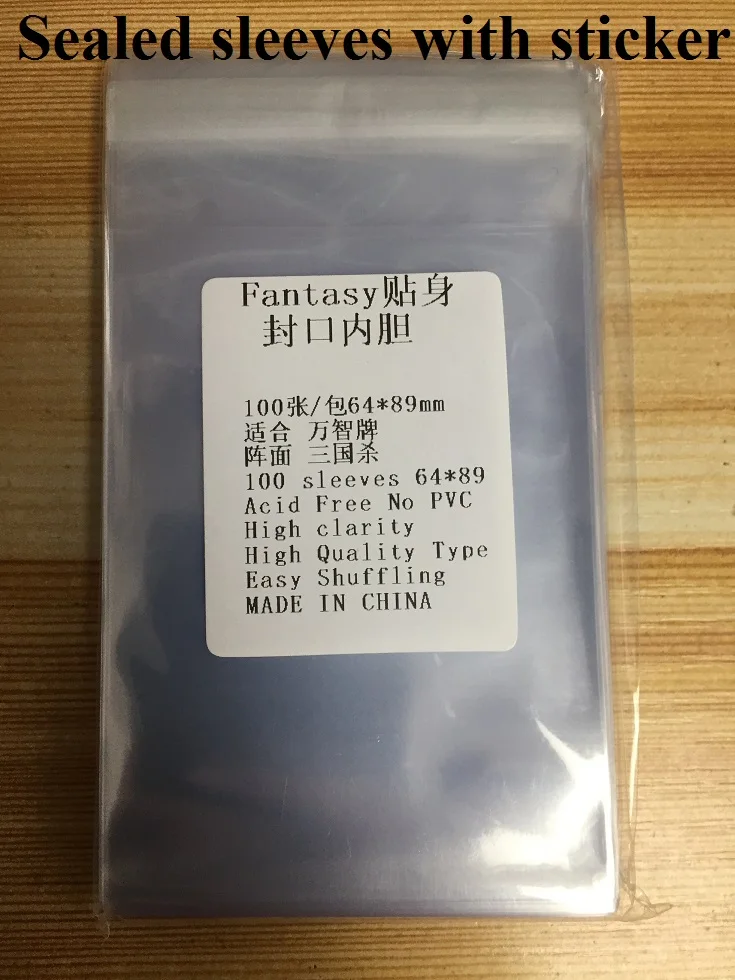 Sealed sleeves with sticker
Fantasy贴身
封口内胆
100张/包64*89mm
适合 万智牌
阵面 三国杀
100 sleeves 64*89
Acid Free No PVC
High clarity
High Quality Type
Easy Shuffling
MADE IN CHINA